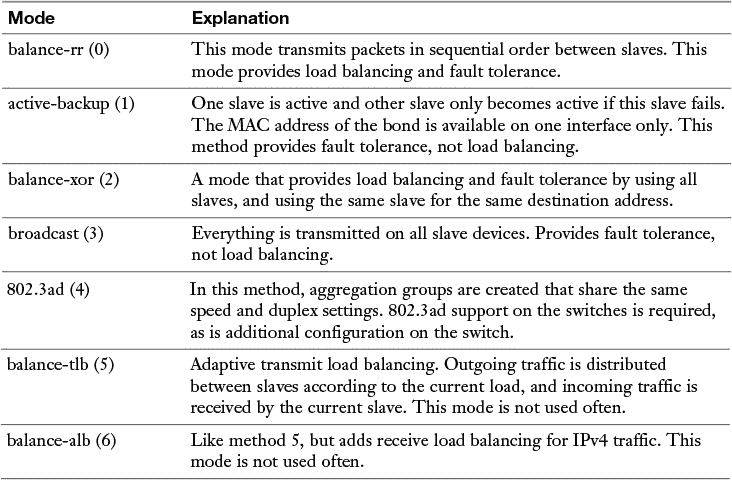 Mode Explanation
balance-rr (0) This mode transmits packets in sequential order between slaves. This
mode provides load balancing and fault tolerance.
active-backup (1) One slave is active and other slave only becomes active if this slave fails.
The MAC address of the bond is available on one interface only. This
method provides fault tolerance, not load balancing.
balance-xor (2) A mode that provides load balancing and fault tolerance by using all
slaves, and using the same slave for the same destination address.
broadcast (3) Everything is transmitted on all slave devices. Provides fault tolerance,
not load balancing.
802.3ad (4) In this method, aggregation groups are created that share the same
speed and duplex settings. 802.3ad support on the switches is required,
as is additional configuration on the switch.
balance-tlb (5) Adaptive transmit load balancing. Outgoing traffic is distributed
between slaves according to the current load, and incoming traffic is
received by the current slave. This mode is not used often.
balance-alb (6) Like method 5, but adds receive load balancing for IPv4 traffic. This
mode is not used often.